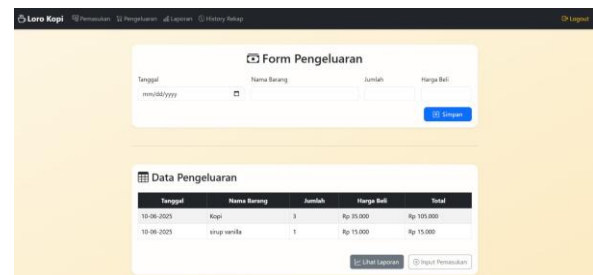 Loro Kopi Pemasukan Pengeluaran Laporan History Rekap Logout
Form Pengeluaran
Tanggal Nama Barang Jumlah Harga Beli
mm/dd/yyyy
Simpan
Data Pengeluaran
Tanggal Nama Barang Jumlah Harga Beli Total
10-06-2025 Kopi 3 Rp 35.000 Rp 105.000
10-06-2025 sirup vanilla 1 Rp 15.000 Rp 15.000
Lihat Laporan Input Pemasukan